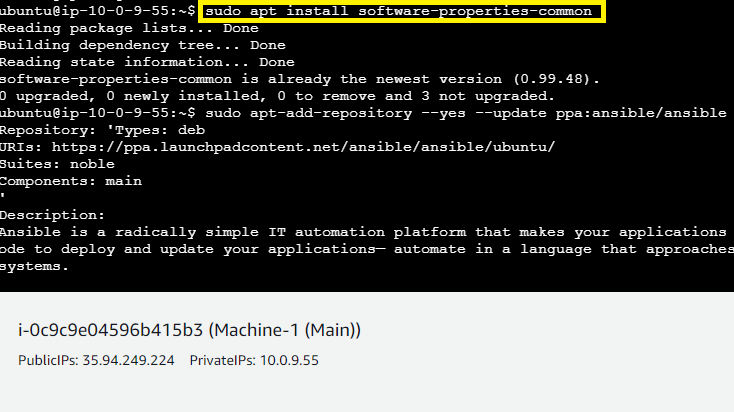 ubuntu@ip-10-0-9-55:~$ sudo apt install software-properties-common
Reading package lists... Done
Building dependency tree... Done
Reading state information... Done
software-properties-common is already the newest version (0.99.48).
0 upgraded, 0 newly installed, 0 to remove and 3 not upgraded.
ubuntu@ip-10-0-9-55:~$ sudo apt-add-repository --yes --update ppa:ansible/ansible
Repository: 'Types: deb
URIs: https://ppa.launchpadcontent.net/ansible/ansible/ubuntu/
Suites: noble
Components: main
'
Description:
Ansible is a radically simple IT automation platform that makes your applications
ode to deploy and update your applications— automate in a language that approaches
systems.
i-0c9c9e04596b415b3 (Machine-1 (Main))
PublicIPs: 35.94.249.224 PrivateIPs: 10.0.9.55